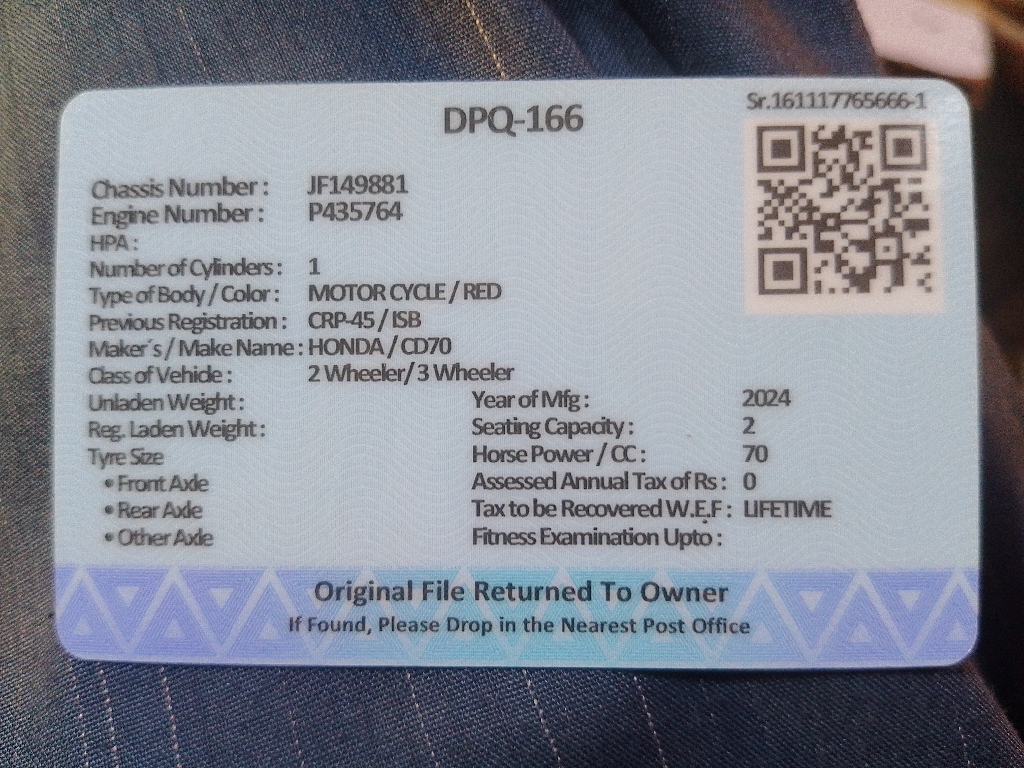 DPQ-166
Sr.161117765666-1
Chassis Number : JF149881
Engine Number : P435764
HPA :
Number of Cylinders : 1
Type of Body / Color : MOTOR CYCLE / RED
Previous Registration : CRP-45 / ISB
Maker´s / Make Name : HONDA / CD70
Class of Vehicle : 2 Wheeler/ 3 Wheeler
Unladen Weight :
Reg. Laden Weight :
Tyre Size
• Front Axle
• Rear Axle
• Other Axle
Year of Mfg : 2024
Seating Capacity : 2
Horse Power / CC : 70
Assessed Annual Tax of Rs : 0
Tax to be Recovered W.E.F : LIFETIME
Fitness Examination Upto :
Original File Returned To Owner
If Found, Please Drop in the Nearest Post Office